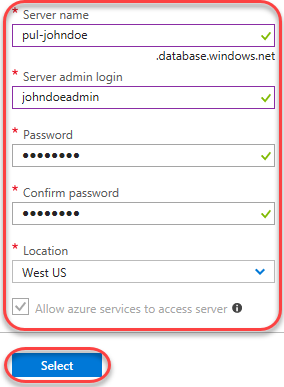 * Server name
pul-johndoe
.database.windows.net
* Server admin login
johndoeadmin
* Password
••••••••
* Confirm password
••••••••
* Location
West US
Allow azure services to access server
Select